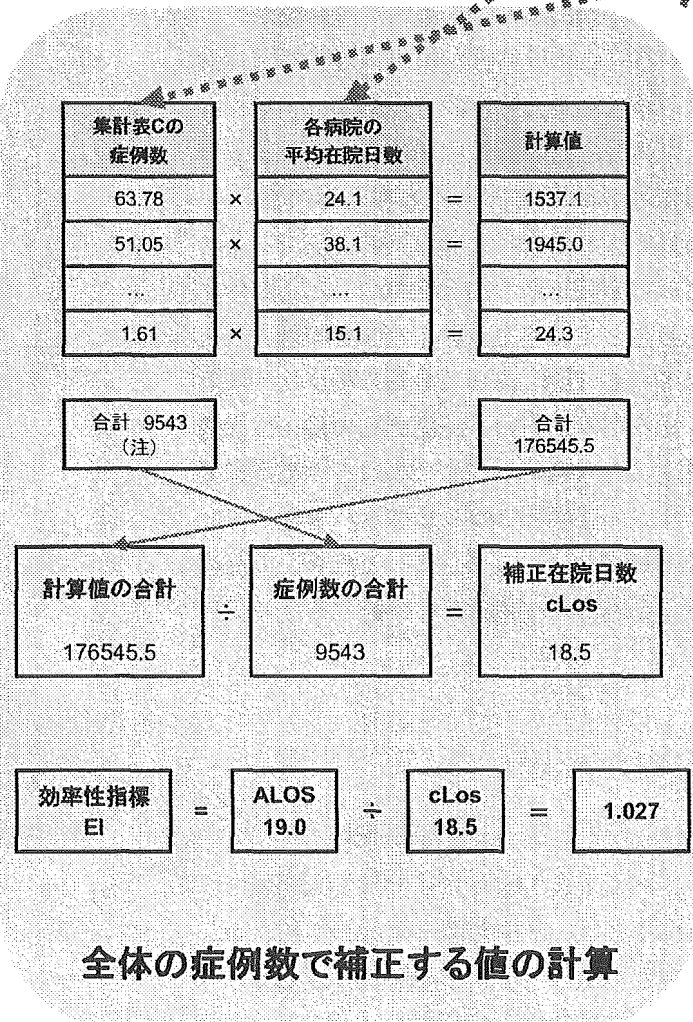 集計表Cの 各病院の 計算値
症例数 平均在院日数
63.78 × 24.1 = 1537.1
51.05 × 38.1 = 1945.0
... ... ...
1.61 × 15.1 = 24.3
合計 9543 合計
(注) 176545.5
計算値の合計 ÷ 症例数の合計 = 補正在院日数
cLos
176545.5 9543 18.5
効率性指標 = ALOS ÷ cLos = 1.027
EI 19.0 18.5
全体の症例数で補正する値の計算